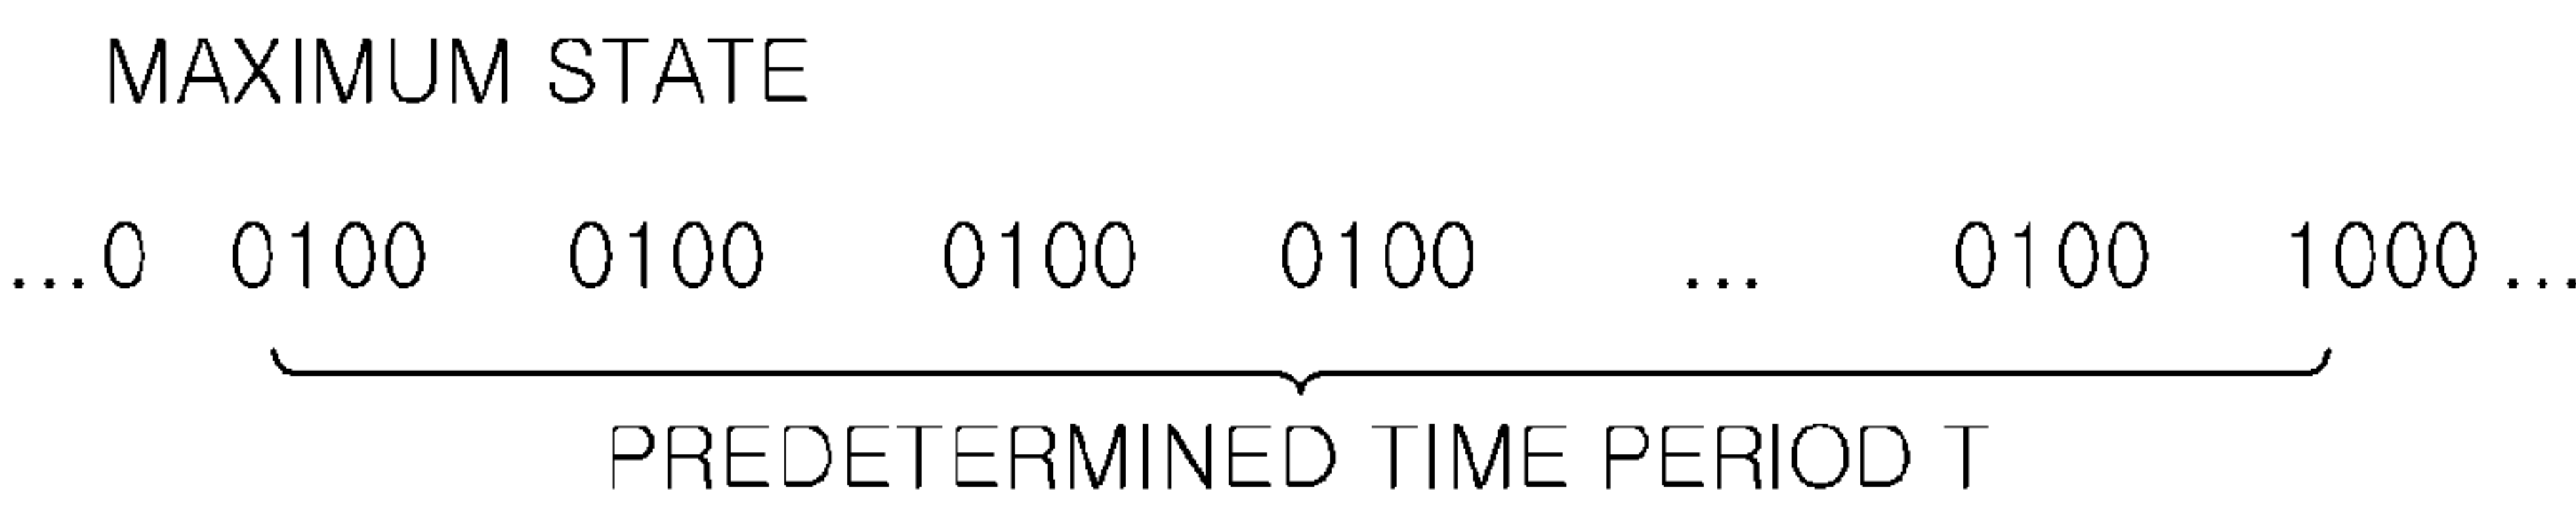 MAXIMUM STATE
...0 0100 0100 0100 0100 ... 0100 1000 ...
PREDETERMINED TIME PERIOD T